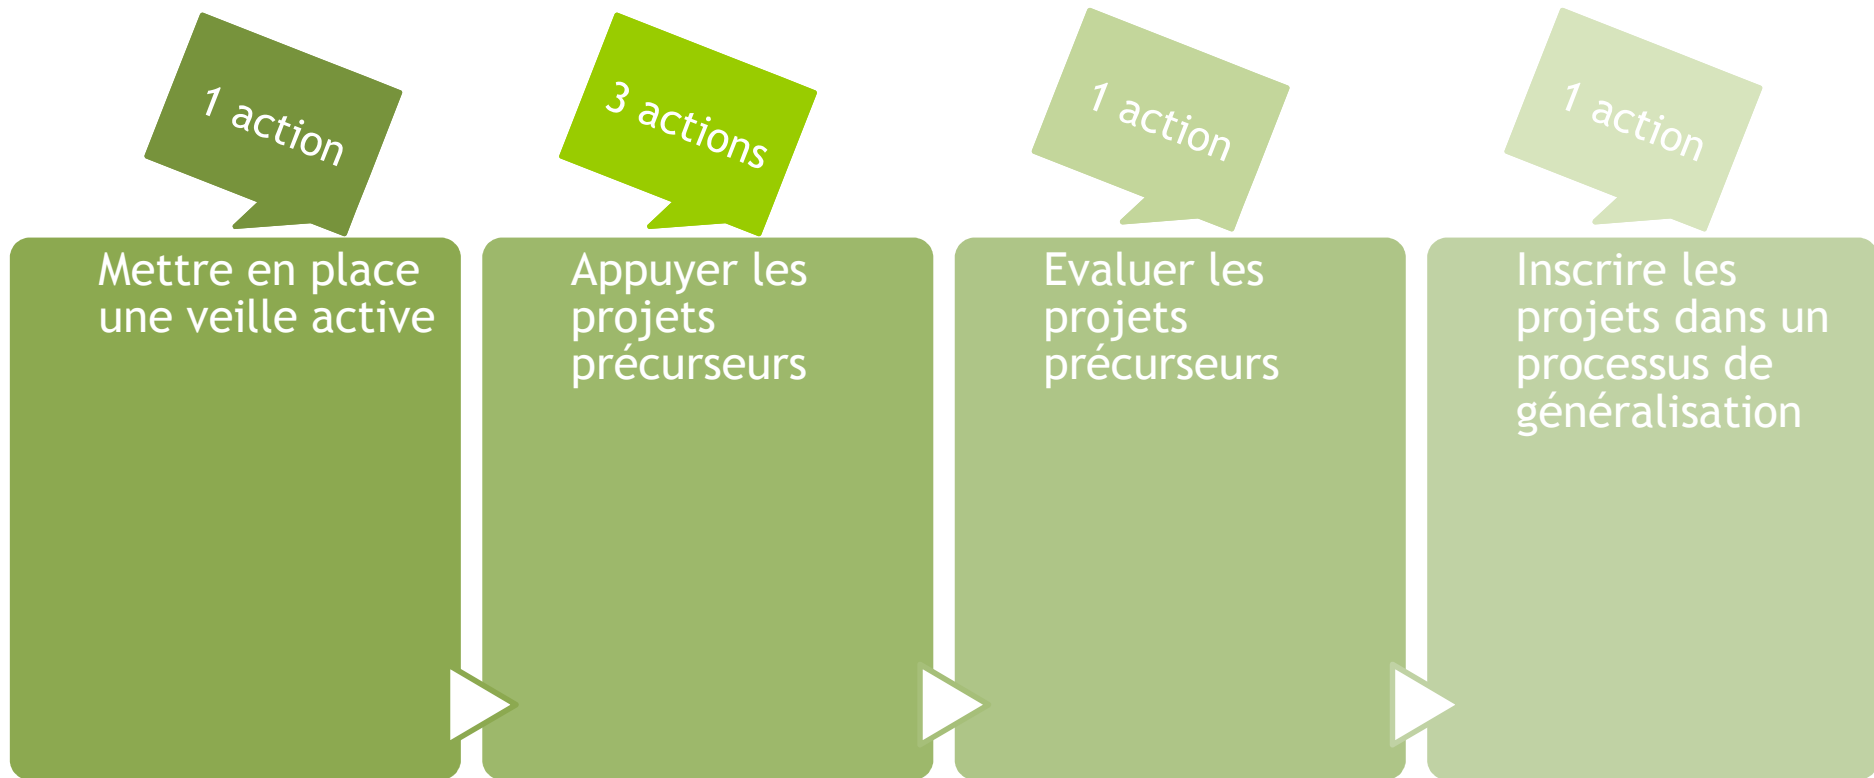 1 action
3 actions
1 action
1 action
Mettre en place
une veille active
Appuyer les
projets
précurseurs
Evaluer les
projets
précurseurs
Inscrire les
projets dans un
processus de
généralisation